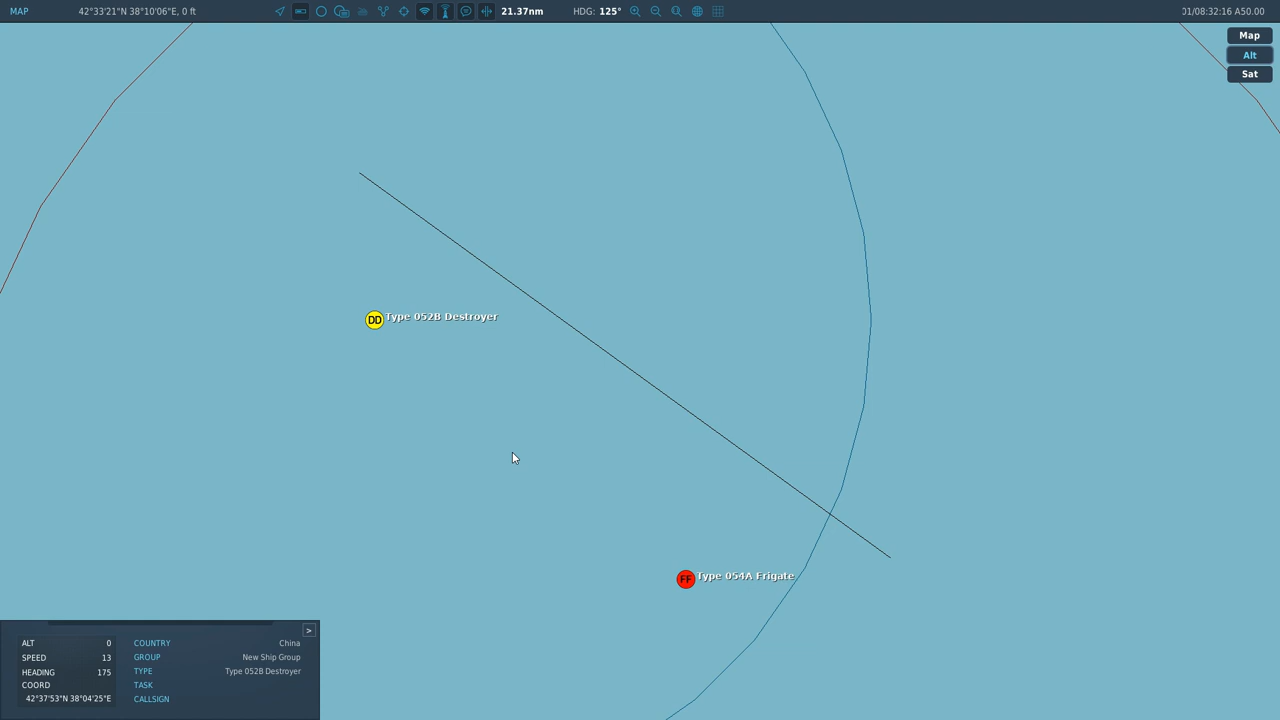 MAP 42°33'21"N 38°10'06"E, 0 ft 21.37nm HDG: 125° 01/08:32:16 A50.00
Map
Alt
Sat
DD Type 052B Destroyer
FF Type 054A Frigate
>
ALT 0 COUNTRY China
SPEED 13 GROUP New Ship Group
HEADING 175 TYPE Type 052B Destroyer
COORD TASK
42°37'53"N 38°04'25"E CALLSIGN